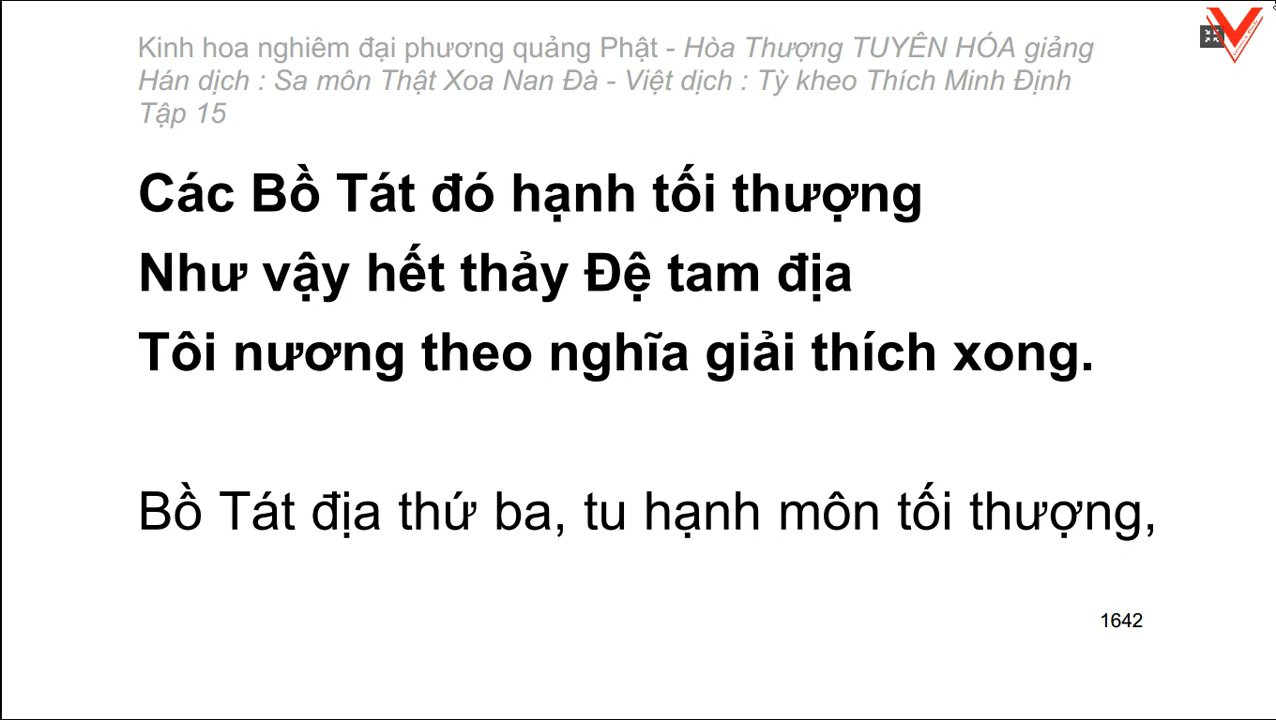 Kinh hoa nghiêm đại phương quảng Phật - Hòa Thượng TUYÊN HÓA giảng
Hán dịch : Sa môn Thật Xoa Nan Đà - Việt dịch : Tỳ kheo Thích Minh Định
Tập 15
Các Bồ Tát đó hạnh tối thượng
Như vậy hết thảy Đệ tam địa
Tôi nương theo nghĩa giải thích xong.
Bồ Tát địa thứ ba, tu hạnh môn tối thượng,
1642